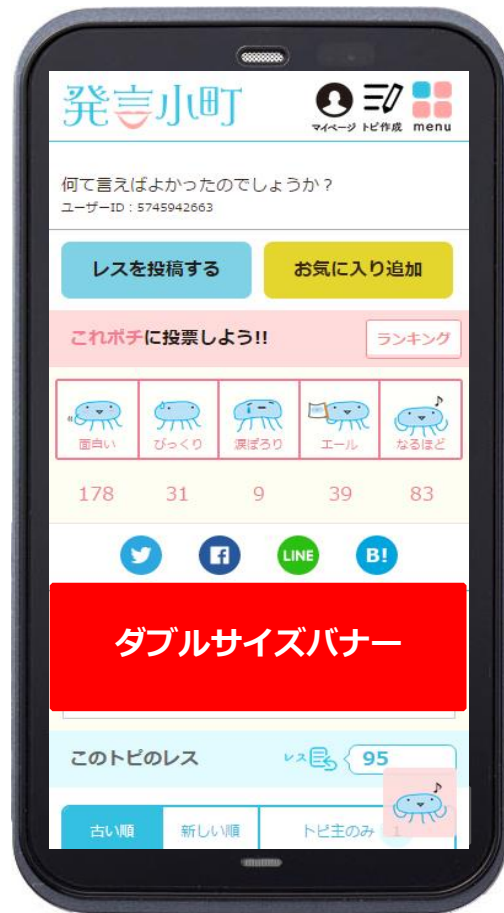 発言小町
マイページ トピ作成 menu
何て言えばよかったのでしょうか？
ユーザーID：5745942663
レスを投稿する お気に入り追加
これポチに投票しよう!! ランキング
面白い びっくり 涙ぽろり エール なるほど
178 31 9 39 83
LINE B!
ダブルサイズバナー
このトピのレス レス 95
古い順 新しい順 トピ主のみ 1